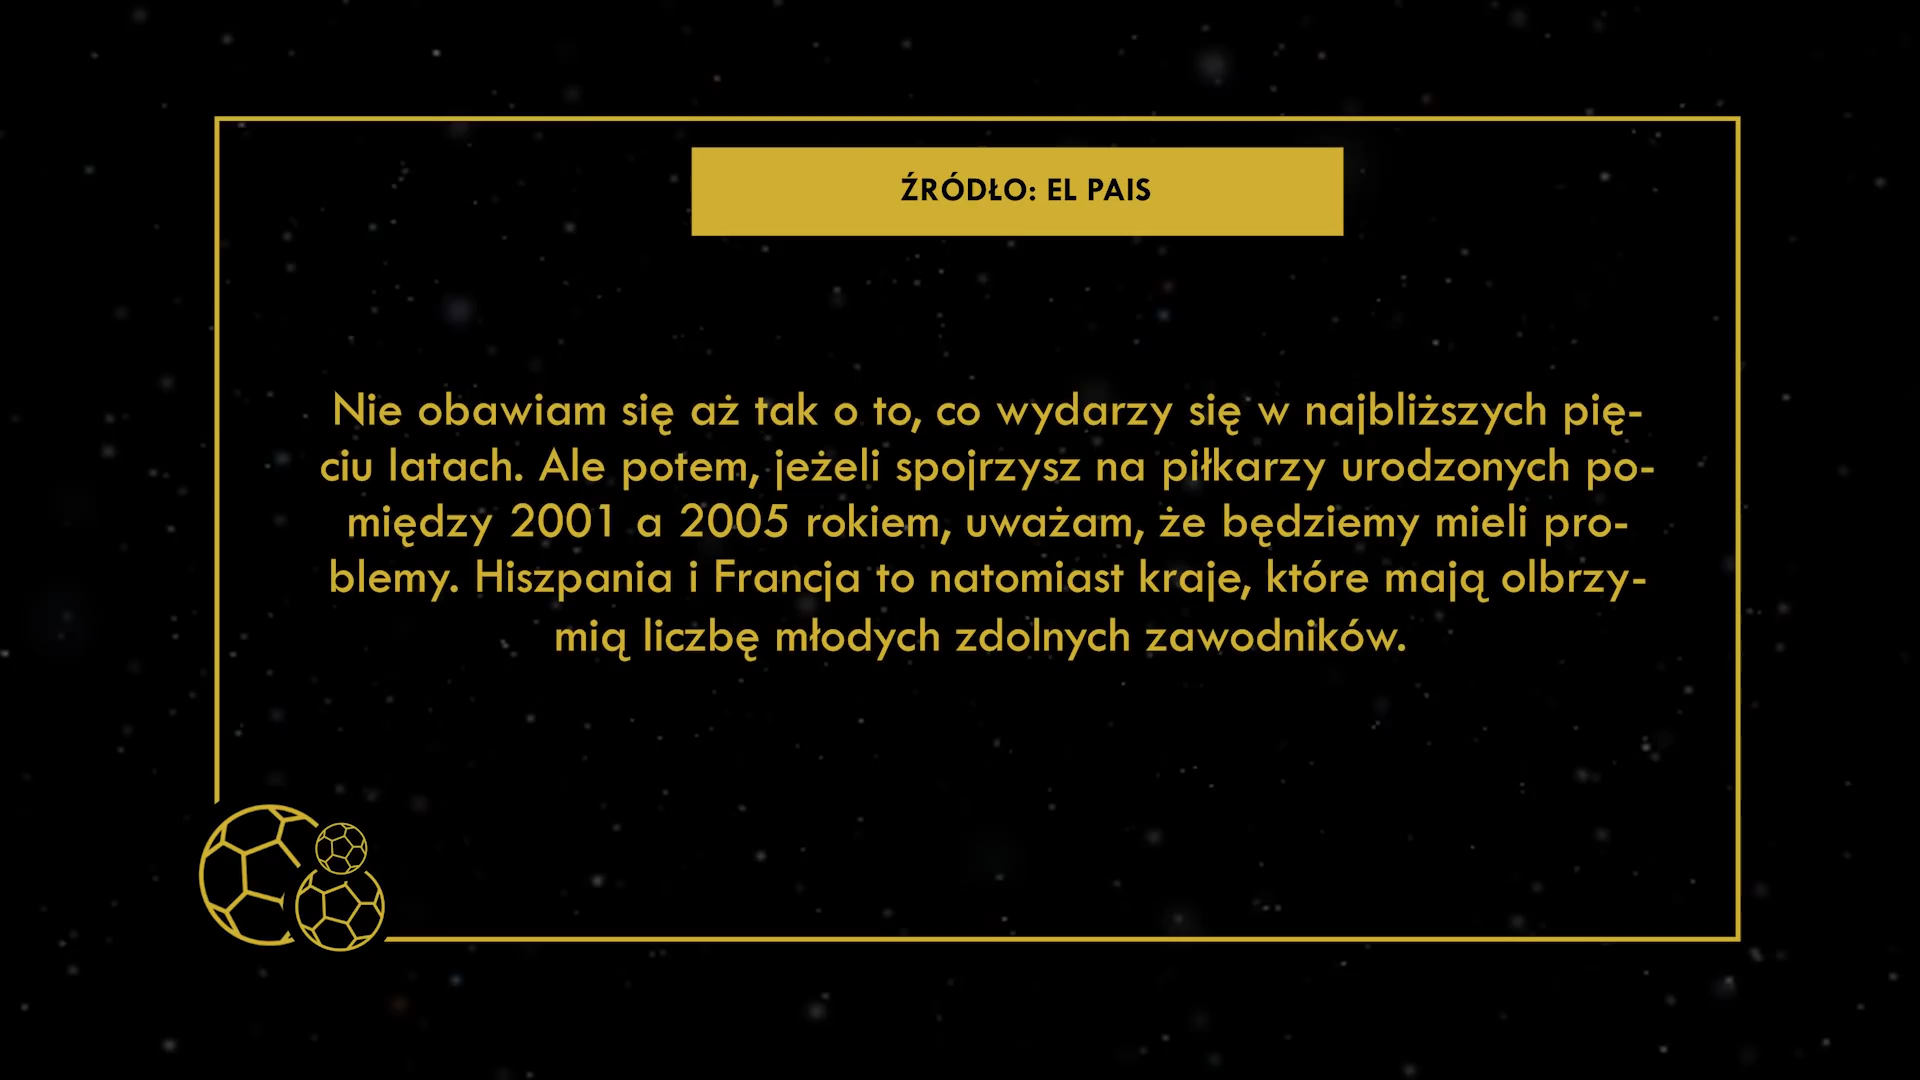 ŹRÓDŁO: EL PAIS
Nie obawiam się aż tak o to, co wydarzy się w najbliższych pię-
ciu latach. Ale potem, jeżeli spojrzysz na piłkarzy urodzonych po-
między 2001 a 2005 rokiem, uważam, że będziemy mieli pro-
blemy. Hiszpania i Francja to natomiast kraje, które mają olbrzy-
mią liczbę młodych zdolnych zawodników.